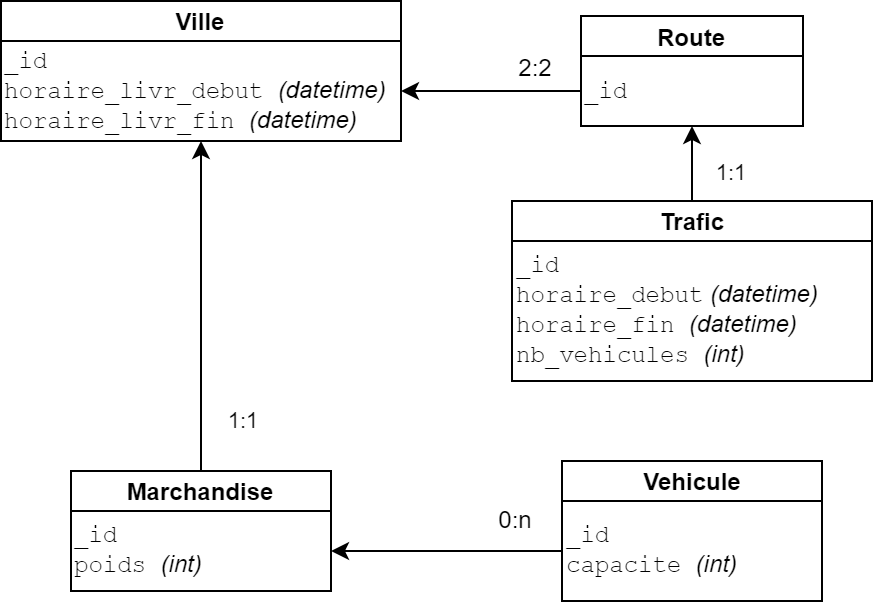 Ville
_id
horaire_livr_debut (datetime)
horaire_livr_fin (datetime)
2:2
Route
_id
1:1
Trafic
_id
horaire_debut (datetime)
horaire_fin (datetime)
nb_vehicules (int)
1:1
Marchandise
_id
poids (int)
0:n
Vehicule
_id
capacite (int)